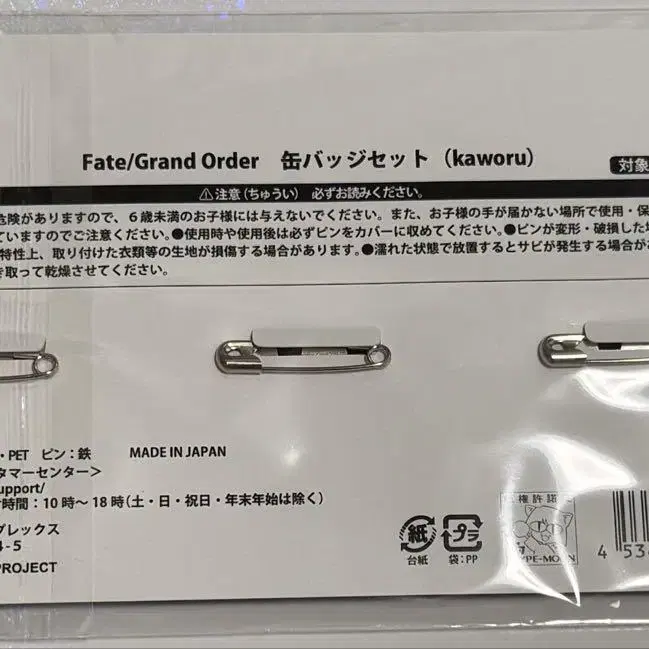 Fate/Grand Order 缶バッジセット（kaworu）
対象
⚠注意（ちゅうい） 必ずお読みください。
危険がありますので、６歳未満のお子様には与えないでください。また、お子様の手が届かない場所で使用・保
ていますのでご注意ください。●使用時や使用後は必ずピンをカバーに収めてください。●ピンが変形・破損した場
特性上、取り付けた衣類等の生地が損傷する場合があります。●濡れた状態で放置するとサビが発生する場合があ
き取って乾燥させてください。
・PET ピン：鉄 MADE IN JAPAN
タマーセンター＞
upport/
時間：10時～18時（土・日・祝日・年末年始は除く）
グレックス
4-5
PROJECT
紙
台紙
プラ
袋：PP
権許諾
PE-MOON
4 53